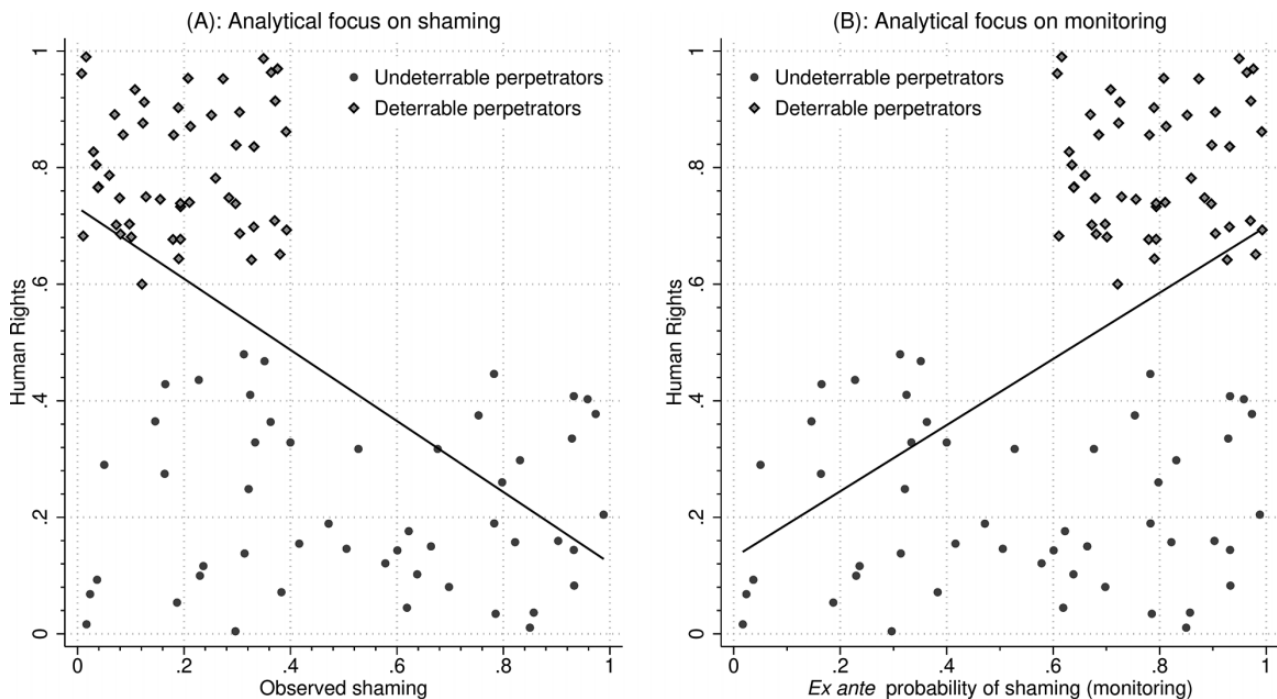 (A): Analytical focus on shaming
Undeterrable perpetrators
Deterrable perpetrators
Human Rights
0 .2 .4 .6 .8 1
0 .2 .4 .6 .8 1
Observed shaming
(B): Analytical focus on monitoring
Undeterrable perpetrators
Deterrable perpetrators
Human Rights
0 .2 .4 .6 .8 1
0 .2 .4 .6 .8 1
Ex ante probability of shaming (monitoring)